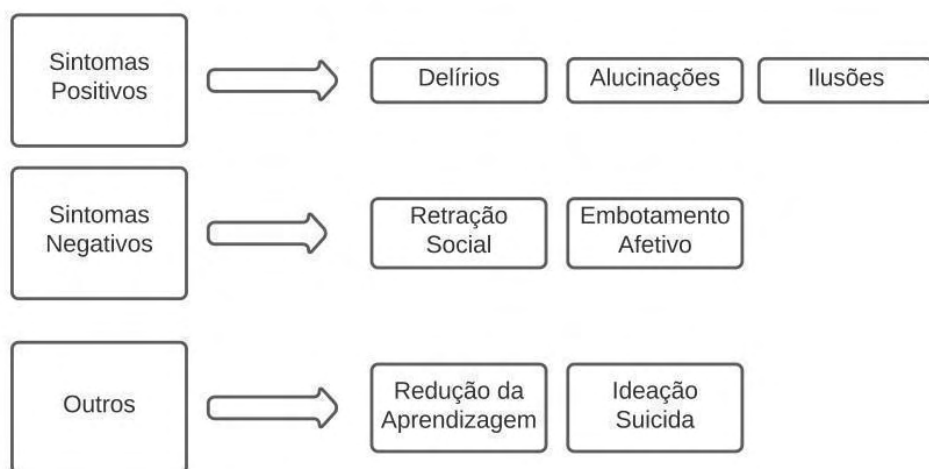 Sintomas
Positivos
Delírios
Alucinações
Ilusões
Sintomas
Negativos
Retração
Social
Embotamento
Afetivo
Outros
Redução da
Aprendizagem
Ideação
Suicida